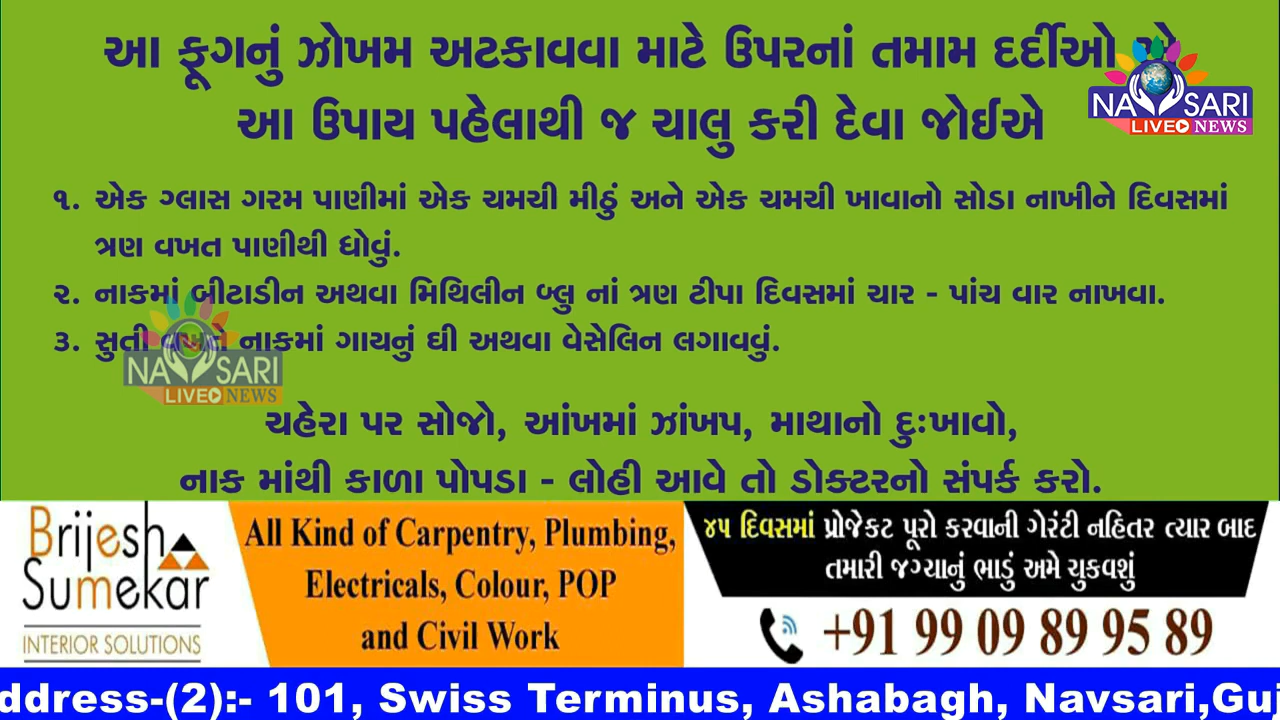 આ ફૂગનું ઝોખમ અટકાવવા માટે ઉપરનાં તમામ દર્દીઓ એ
આ ઉપાય પહેલાથી જ ચાલુ કરી દેવા જોઈએ
NAVSARI
LIVE NEWS
૧. એક ગ્લાસ ગરમ પાણીમાં એક ચમચી મીઠું અને એક ચમચી ખાવાનો સોડા નાખીને દિવસમાં
ત્રણ વખત પાણીથી ધોવું.
૨. નાકમાં બીટાડીન અથવા મિથિલીન બ્લુ નાં ત્રણ ટીપા દિવસમાં ચાર - પાંચ વાર નાખવા.
૩. સુતી વખતે નાકમાં ગાયનું ઘી અથવા વેસેલિન લગાવવું.
NAVSARI
LIVE NEWS
ચહેરા પર સોજો, આંખમાં ઝાંખપ, માથાનો દુઃખાવો,
નાક માંથી કાળા પોપડા - લોહી આવે તો ડોક્ટરનો સંપર્ક કરો.
Brijesh
Sumekar
INTERIOR SOLUTIONS
All Kind of Carpentry, Plumbing,
Electricals, Colour, POP
and Civil Work
૪૫ દિવસમાં પ્રોજેકટ પૂરો કરવાની ગેરંટી નહિતર ત્યાર બાદ
તમારી જગ્યાનું ભાડું અમે ચુકવશું
+91 99 09 89 95 89
ddress-(2):- 101, Swiss Terminus, Ashabagh, Navsari,Guj